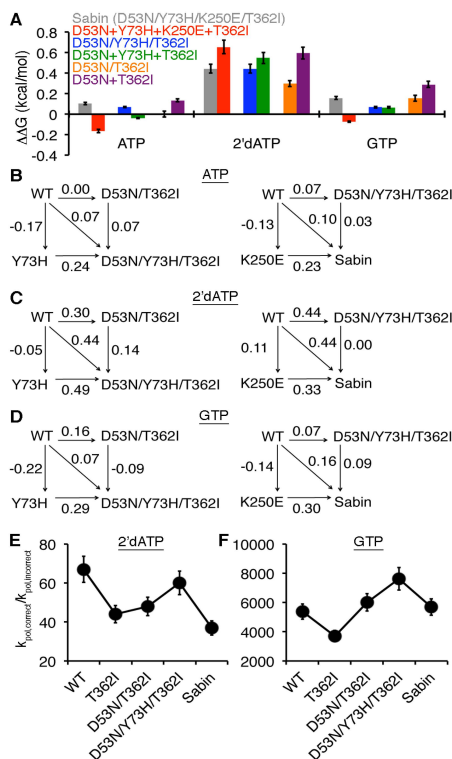 A
Sabin (D53N/Y73H/K250E/T362I)
D53N+Y73H+K250E+T362I
D53N/Y73H/T362I
D53N+Y73H+T362I
D53N/T362I
D53N+T362I
ΔΔG (kcal/mol)
0.8
0.6
0.4
0.2
0
-0.2
-0.4
ATP 2'dATP GTP
B ATP
WT 0.00 D53N/T362I WT 0.07 D53N/Y73H/T362I
-0.17 0.07 0.07 -0.13 0.10 0.03
Y73H 0.24 D53N/Y73H/T362I K250E 0.23 Sabin
C 2'dATP
WT 0.30 D53N/T362I WT 0.44 D53N/Y73H/T362I
-0.05 0.44 0.14 0.11 0.44 0.00
Y73H 0.49 D53N/Y73H/T362I K250E 0.33 Sabin
D GTP
WT 0.16 D53N/T362I WT 0.07 D53N/Y73H/T362I
-0.22 0.07 -0.09 -0.14 0.16 0.09
Y73H 0.29 D53N/Y73H/T362I K250E 0.30 Sabin
E 2'dATP
kpol,correct/kpol,incorrect
80
60
40
20
WT T362I D53N/T362I D53N/Y73H/T362I Sabin
F GTP
10000
8000
6000
4000
2000
WT T362I D53N/T362I D53N/Y73H/T362I Sabin